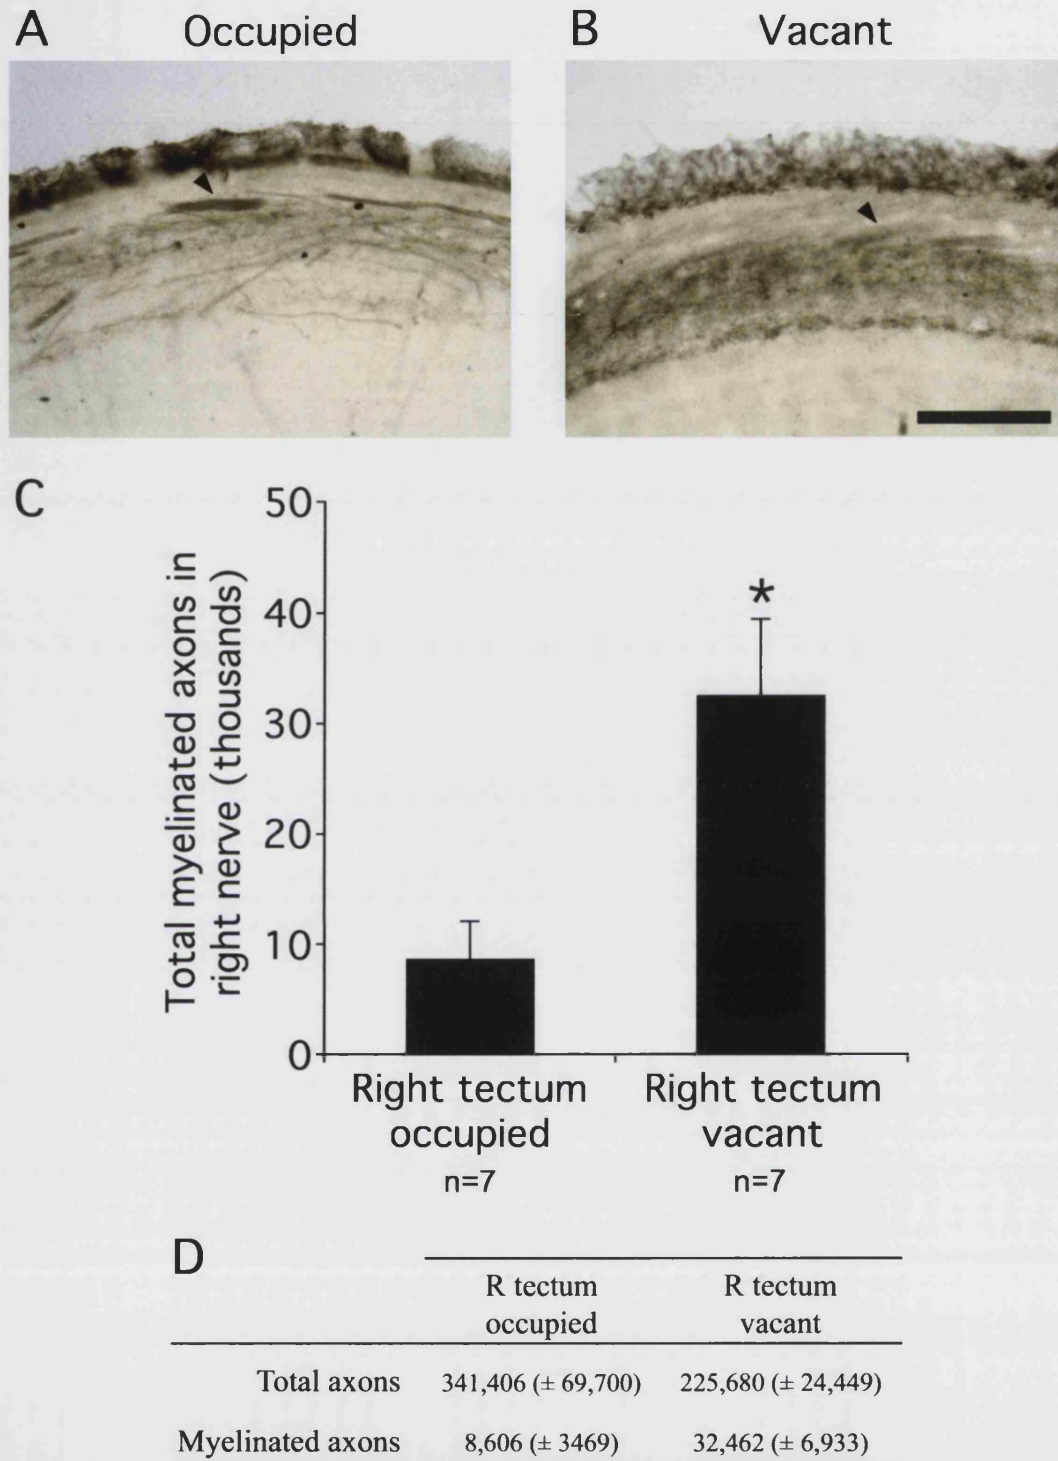 A Occupied
B Vacant
C
Total myelinated axons in
right nerve (thousands)
50
40
30
20
10
0
*
Right tectum
occupied
n=7
Right tectum
vacant
n=7
D
R tectum
occupied
R tectum
vacant
Total axons 341,406 (± 69,700) 225,680 (± 24,449)
Myelinated axons 8,606 (± 3469) 32,462 (± 6,933)